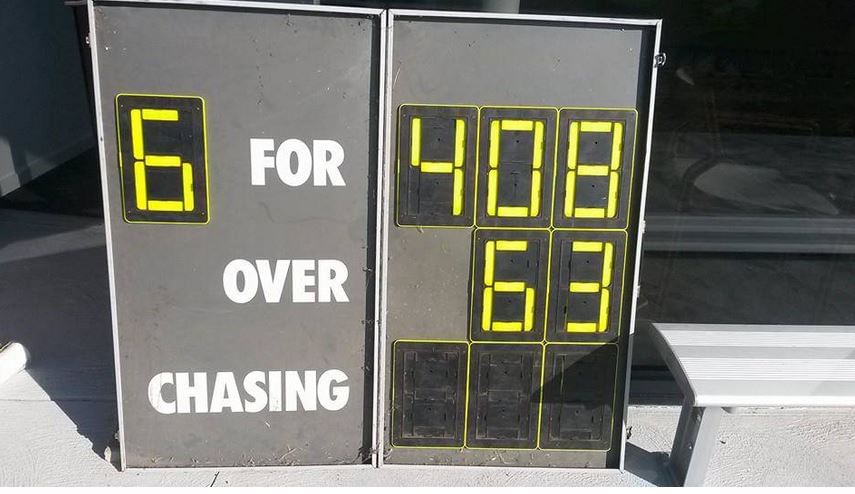 6 FOR 408
OVER 63
CHASING